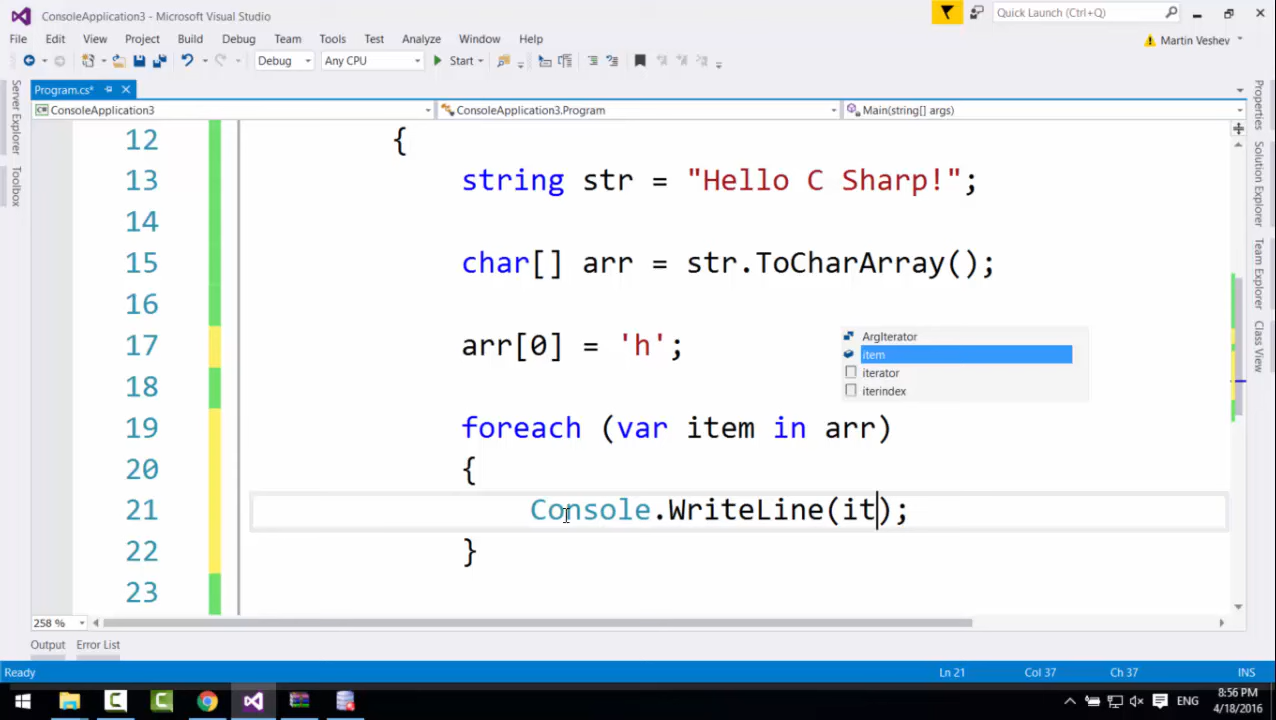 ConsoleApplication3 - Microsoft Visual Studio
Quick Launch (Ctrl+Q)
File Edit View Project Build Debug Team Tools Test Analyze Window Help
Martin Veshev
Debug Any CPU Start
Program.cs*
ConsoleApplication3 ConsoleApplication3.Program Main(string[] args)
Server Explorer
Toolbox
Properties
Solution Explorer
Team Explorer
Class View
12 {
13 string str = "Hello C Sharp!";
14
15 char[] arr = str.ToCharArray();
16
17 arr[0] = 'h';
18
19 foreach (var item in arr)
20 {
21 Console.WriteLine(it);
22 }
23
ArgIterator
item
iterator
iterindex
258 %
Output Error List
Ready Ln 21 Col 37 Ch 37 INS
ENG
8:56 PM
4/18/2016